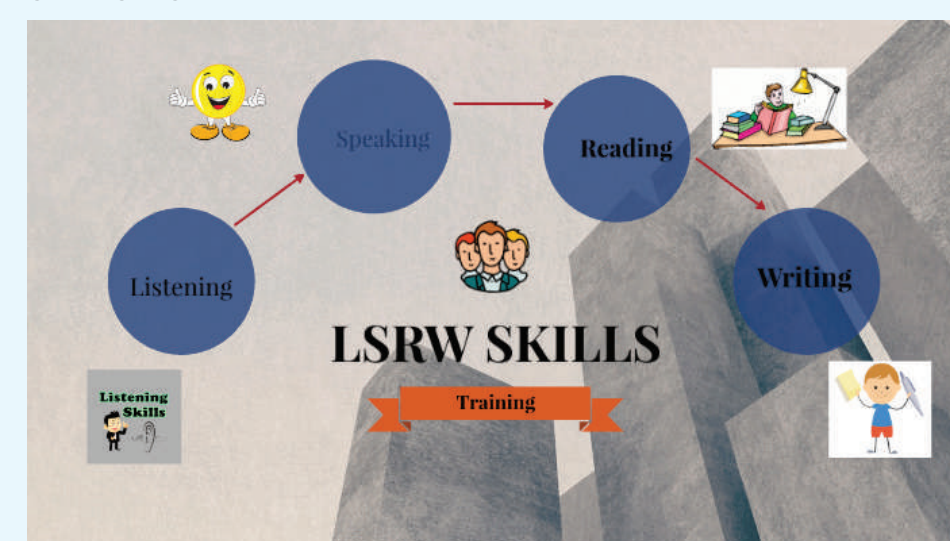 Speaking
Reading
Listening
Writing
LSRW SKILLS
Training
Listening
Skills